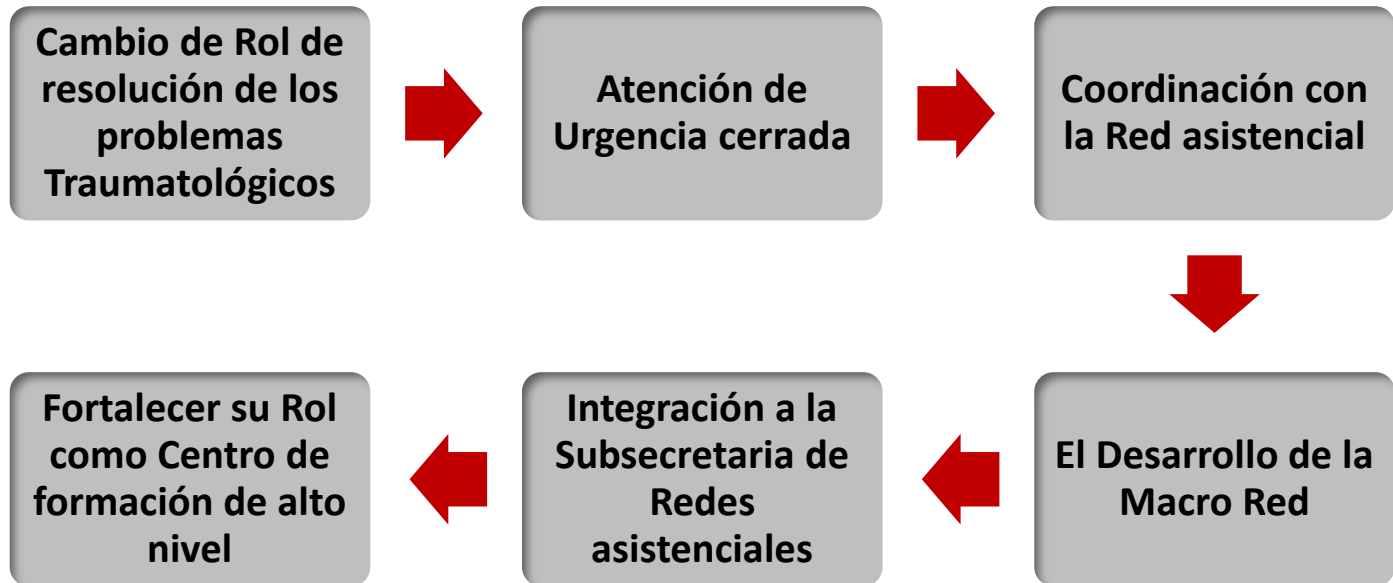 Cambio de Rol de
resolución de los
problemas
Traumatológicos
Atención de
Urgencia cerrada
Coordinación con
la Red asistencial
El Desarrollo de la
Macro Red
Integración a la
Subsecretaria de
Redes
asistenciales
Fortalecer su Rol
como Centro de
formación de alto
nivel